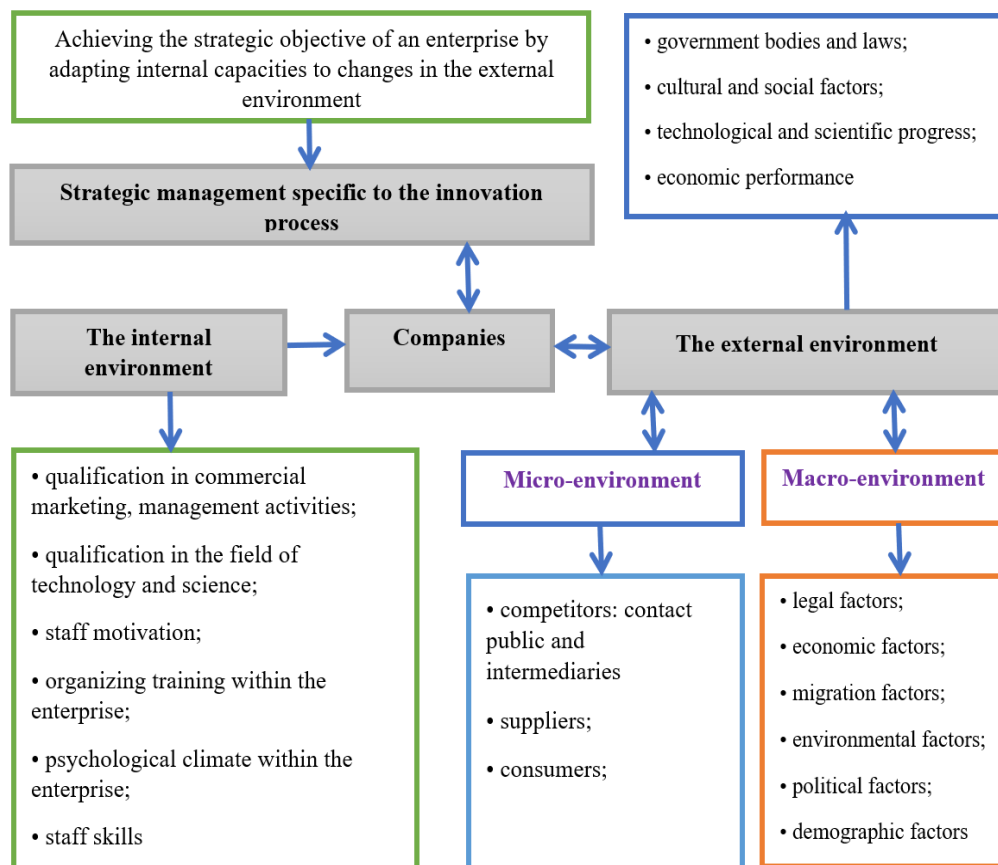 Achieving the strategic objective of an enterprise by
adapting internal capacities to changes in the external
environment
• government bodies and laws;
• cultural and social factors;
• technological and scientific progress;
• economic performance
Strategic management specific to the innovation
process
The internal
environment
Companies
The external environment
• qualification in commercial
marketing, management activities;
• qualification in the field of
technology and science;
• staff motivation;
• organizing training within the
enterprise;
• psychological climate within the
enterprise;
• staff skills
Micro-environment
Macro-environment
• competitors: contact
public and
intermediaries
• suppliers;
• consumers;
• legal factors;
• economic factors;
• migration factors;
• environmental factors;
• political factors;
• demographic factors